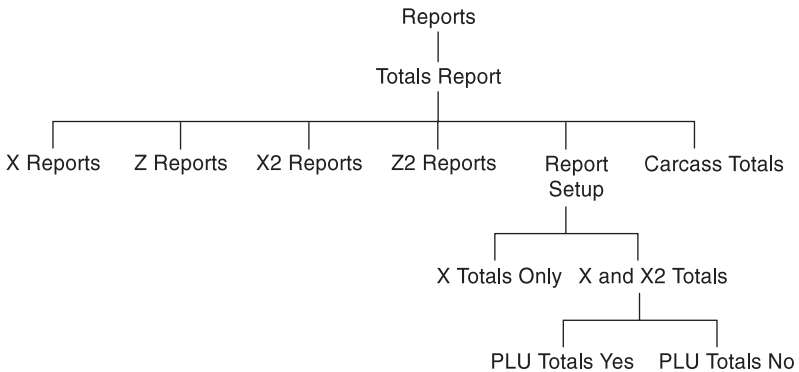 Reports
Totals Report
X Reports
Z Reports
X2 Reports
Z2 Reports
Report
Setup
Carcass Totals
X Totals Only
X and X2 Totals
PLU Totals Yes
PLU Totals No